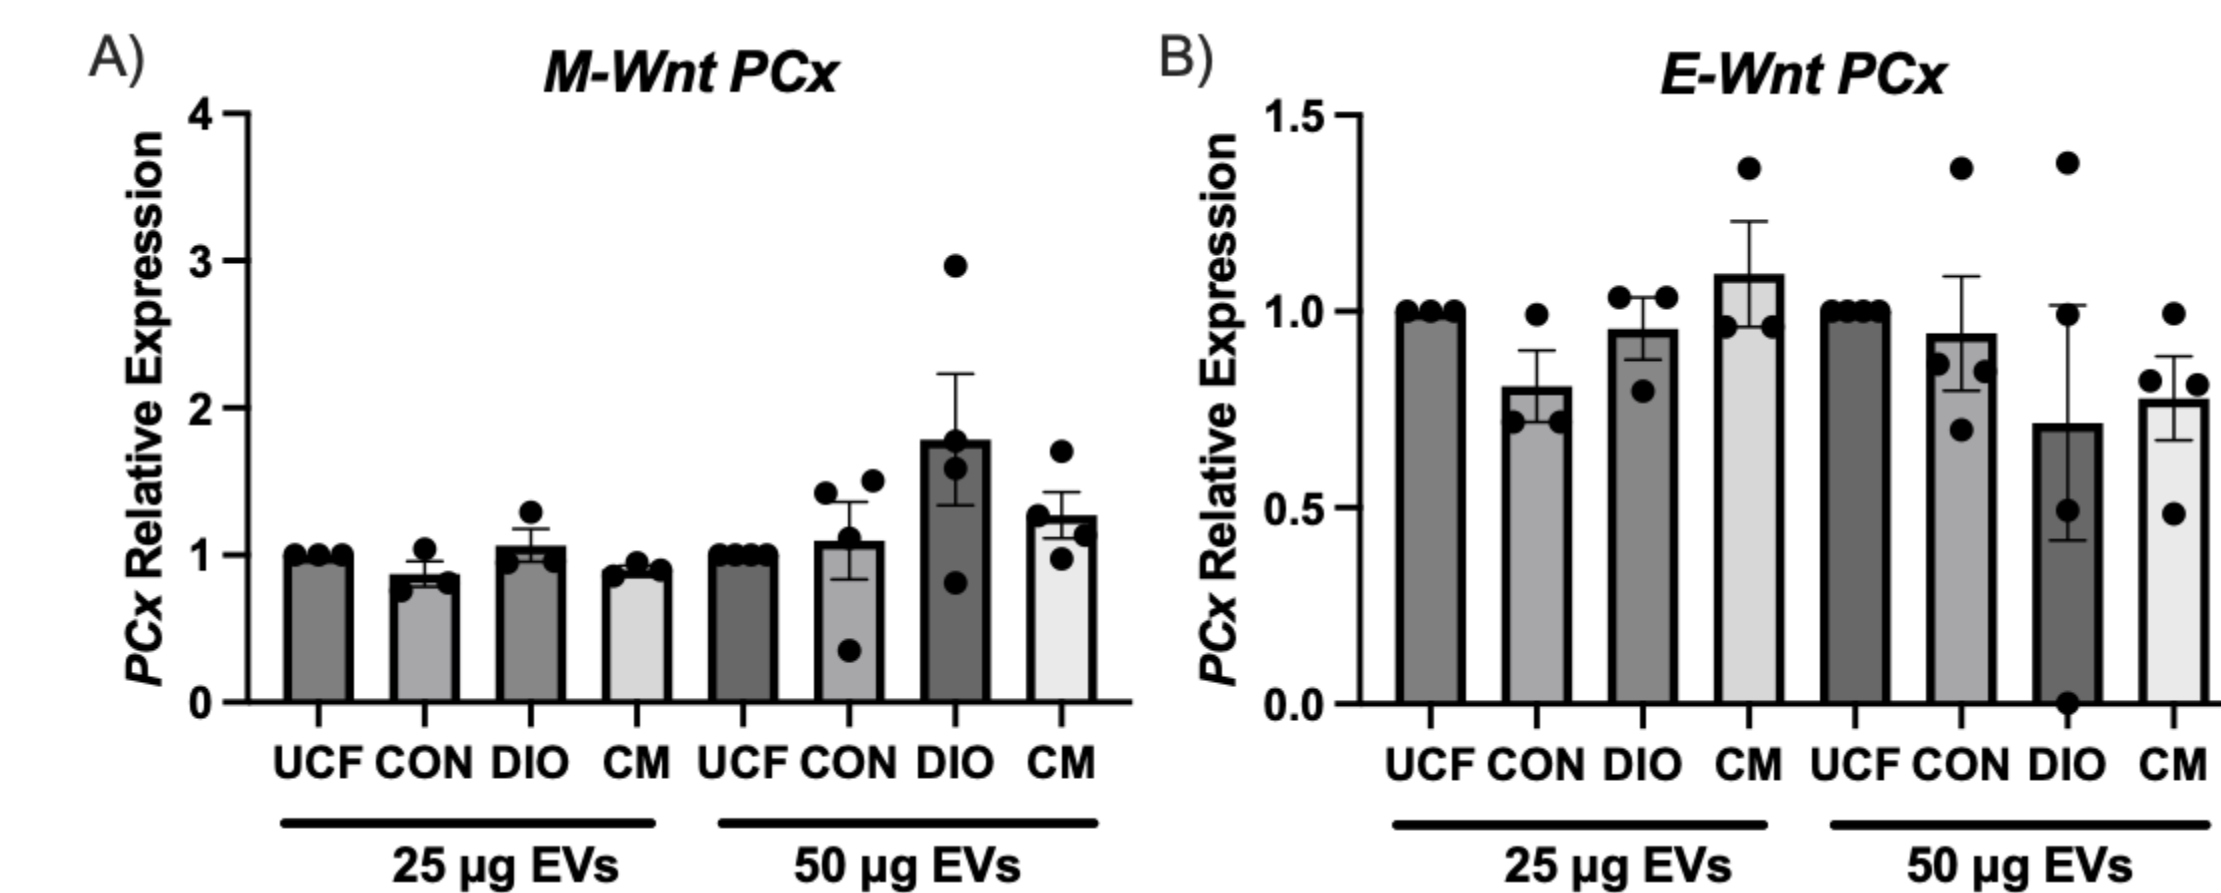 A)
M-Wnt PCx
PCx Relative Expression
4
3
2
1
0
UCF CON DIO CM UCF CON DIO CM
25 µg EVs 50 µg EVs
B)
E-Wnt PCx
PCx Relative Expression
1.5
1.0
0.5
0.0
UCF CON DIO CM UCF CON DIO CM
25 µg EVs 50 µg EVs